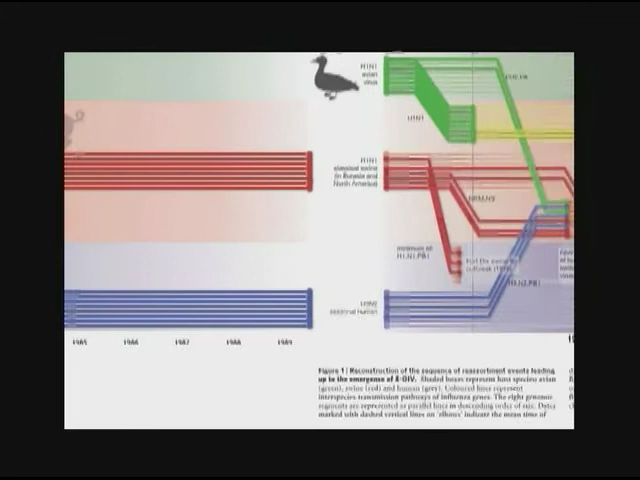 H1N1
avian
virus
PB2,PA
H1N1
H1N1
classical swine
(in Eurasia and
North America)
H3N2
seasonal human
1985 1986 1987 1988 1989
Figure 1 | Reconstruction of the sequence of reassortment events leading
up to the emergence of S-OIV. Shaded boxes represent host species avian
(green), swine (red) and human (grey). Coloured lines represent
interspecies-transmission pathways of influenza genes. The eight genomic
segments are represented as parallel lines in descending order of size. Dates
marked with dashed vertical lines on 'elbows' indicate the mean time of